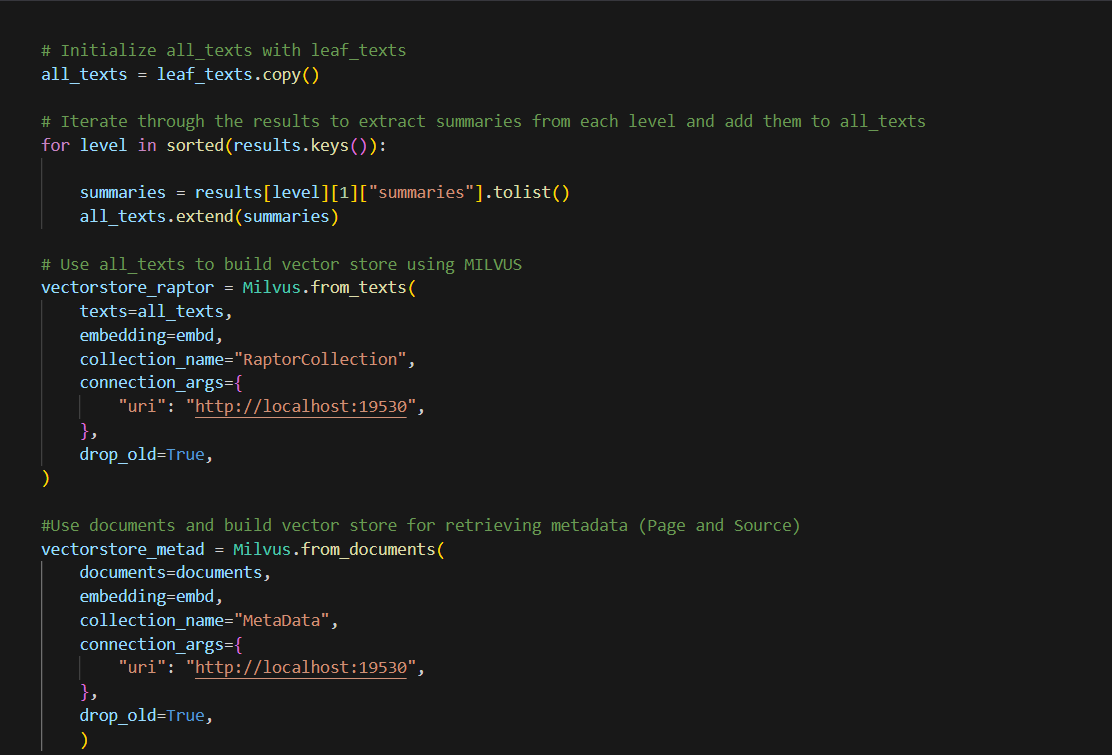 # Initialize all_texts with leaf_texts
all_texts = leaf_texts.copy()
# Iterate through the results to extract summaries from each level and add them to all_texts
for level in sorted(results.keys()):
summaries = results[level][1]["summaries"].tolist()
all_texts.extend(summaries)
# Use all_texts to build vector store using MILVUS
vectorstore_raptor = Milvus.from_texts(
texts=all_texts,
embedding=embd,
collection_name="RaptorCollection",
connection_args={
"uri": "http://localhost:19530",
},
drop_old=True,
)
#Use documents and build vector store for retrieving metadata (Page and Source)
vectorstore_metad = Milvus.from_documents(
documents=documents,
embedding=embd,
collection_name="MetaData",
connection_args={
"uri": "http://localhost:19530",
},
drop_old=True,
)